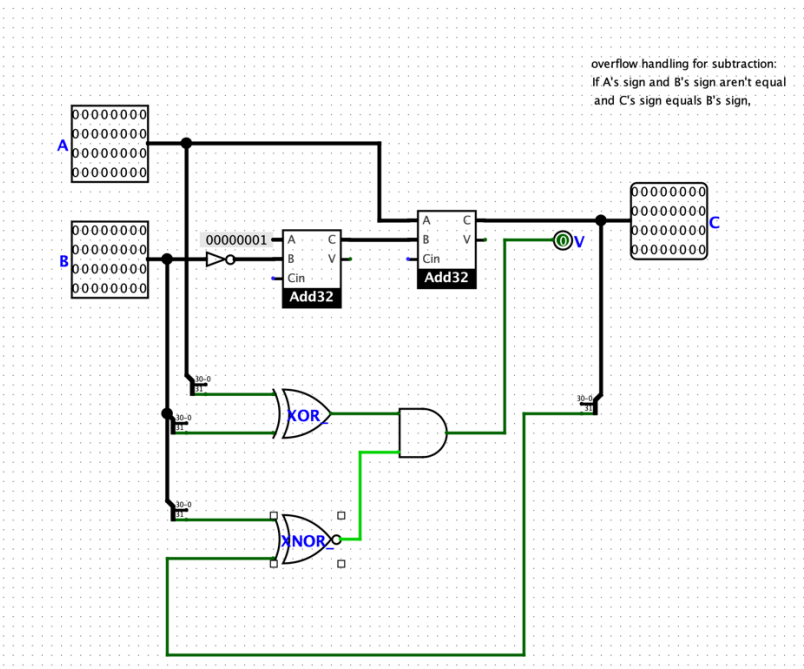 overflow handling for subtraction:
If A's sign and B's sign aren't equal
and C's sign equals B's sign,
00000000
00000000
A
00000000
00000000
00000000
00000000
B
00000000
00000000
00000001
A C
B V
Cin
Add32
A C
B V
Cin
Add32
00000000
00000000
C
00000000
00000000
0 V
30-0
31
30-0
31
XOR_
30-0
31
30-0
31
XNOR_